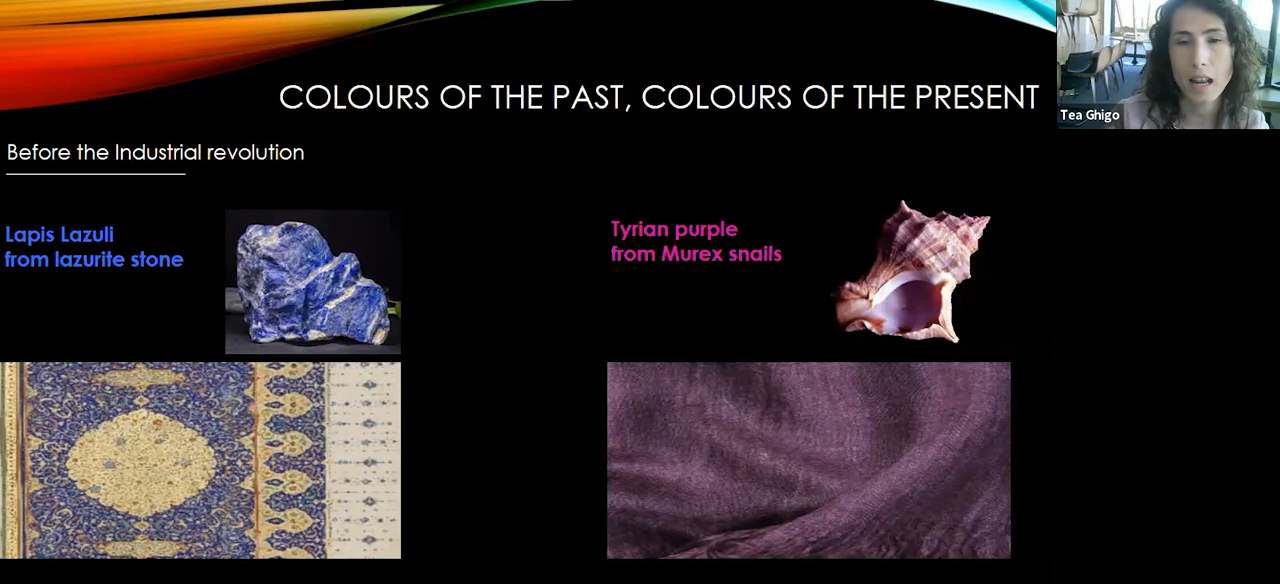 COLOURS OF THE PAST, COLOURS OF THE PRESENT
Tea Ghigo
Before the Industrial revolution
Lapis Lazuli
from lazurite stone
Tyrian purple
from Murex snails